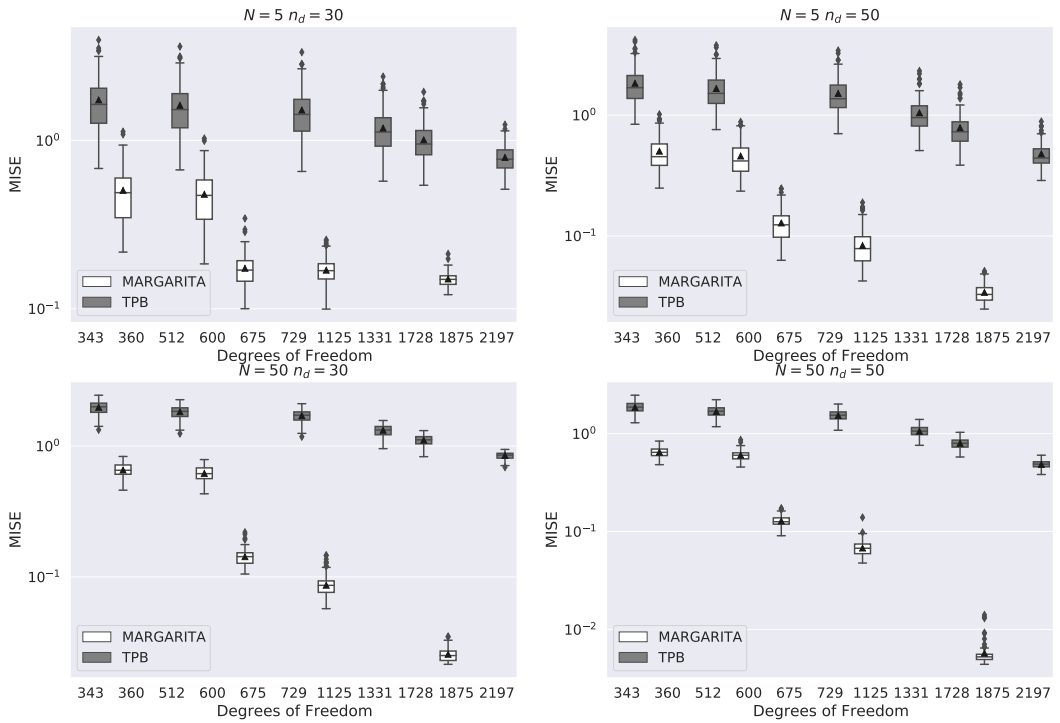 N = 5 n_d = 30
MISE
10^0
10^−1
MARGARITA
TPB
343 360 512 600 675 729 1125 1331 1728 1875 2197
Degrees of Freedom
N = 5 n_d = 50
MISE
10^0
10^−1
MARGARITA
TPB
343 360 512 600 675 729 1125 1331 1728 1875 2197
Degrees of Freedom
N = 50 n_d = 30
MISE
10^0
10^−1
MARGARITA
TPB
343 360 512 600 675 729 1125 1331 1728 1875 2197
Degrees of Freedom
N = 50 n_d = 50
MISE
10^0
10^−1
10^−2
MARGARITA
TPB
343 360 512 600 675 729 1125 1331 1728 1875 2197
Degrees of Freedom